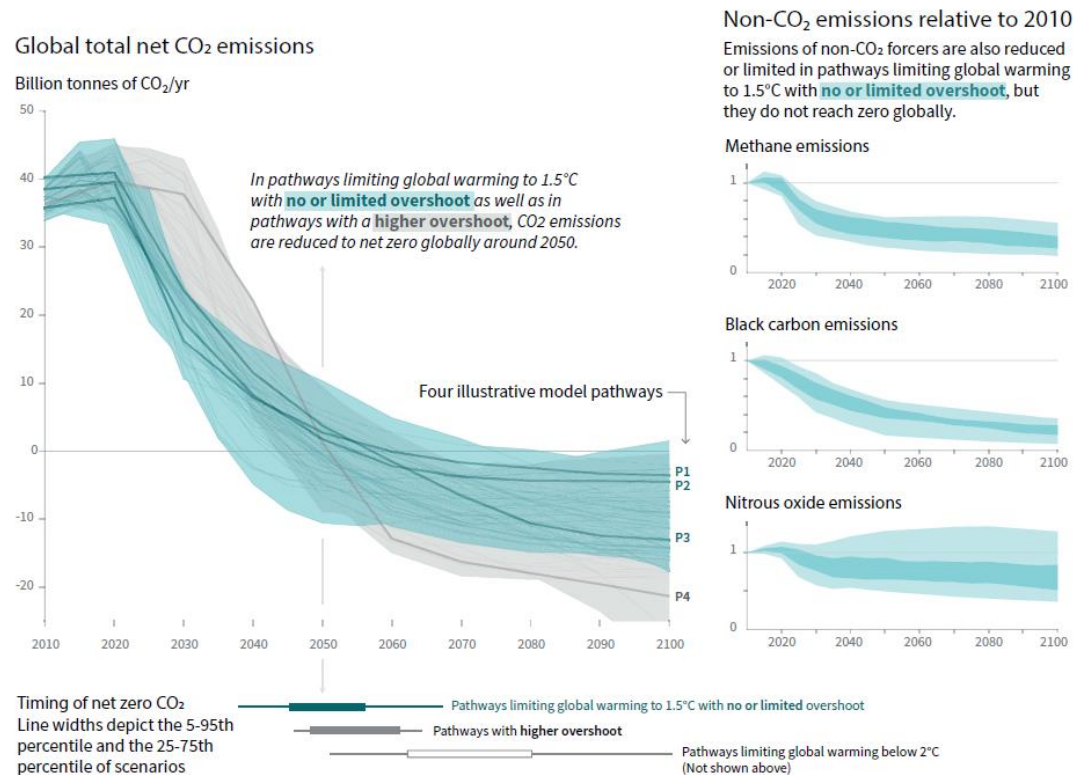 Global total net CO₂ emissions
Billion tonnes of CO₂/yr
50
40
30
20
10
0
-10
-20
2010
2020
2030
2040
2050
2060
2070
2080
2090
2100
In pathways limiting global warming to 1.5°C
with no or limited overshoot as well as in
pathways with a higher overshoot, CO2 emissions
are reduced to net zero globally around 2050.
Four illustrative model pathways
P1
P2
P3
P4
Non-CO₂ emissions relative to 2010
Emissions of non-CO₂ forcers are also reduced
or limited in pathways limiting global warming
to 1.5°C with no or limited overshoot, but
they do not reach zero globally.
Methane emissions
1
0
2020
2040
2060
2080
2100
Black carbon emissions
1
0
2020
2040
2060
2080
2100
Nitrous oxide emissions
1
0
2020
2040
2060
2080
2100
Timing of net zero CO₂
Line widths depict the 5-95th
percentile and the 25-75th
percentile of scenarios
Pathways limiting global warming to 1.5°C with no or limited overshoot
Pathways with higher overshoot
Pathways limiting global warming below 2°C
(Not shown above)